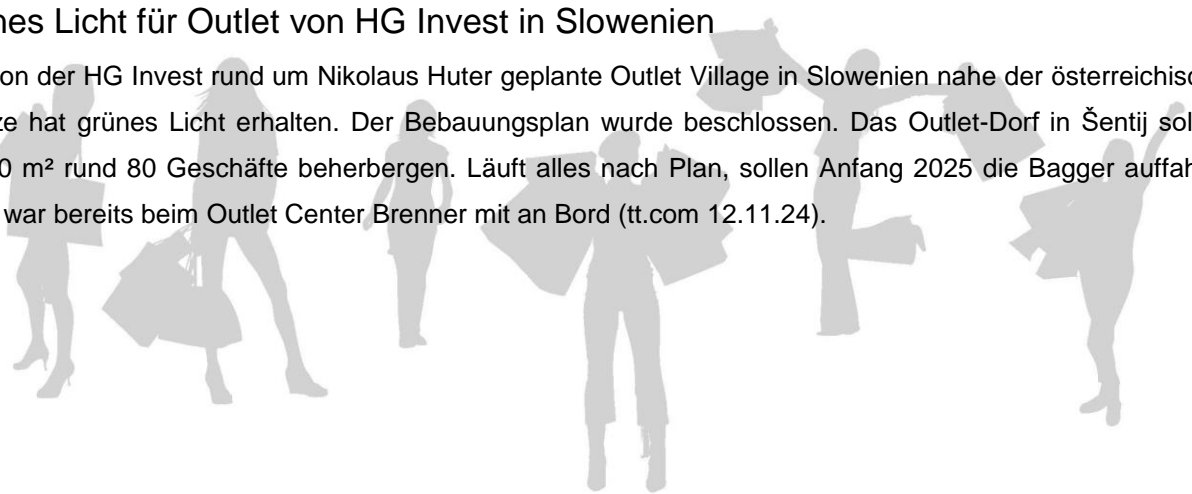 nes Licht für Outlet von HG Invest in Slowenien
on der HG Invest rund um Nikolaus Huter geplante Outlet Village in Slowenien nahe der österreichisc
ze hat grünes Licht erhalten. Der Bebauungsplan wurde beschlossen. Das Outlet-Dorf in Šentij sol
0 m² rund 80 Geschäfte beherbergen. Läuft alles nach Plan, sollen Anfang 2025 die Bagger auffah
war bereits beim Outlet Center Brenner mit an Bord (tt.com 12.11.24).